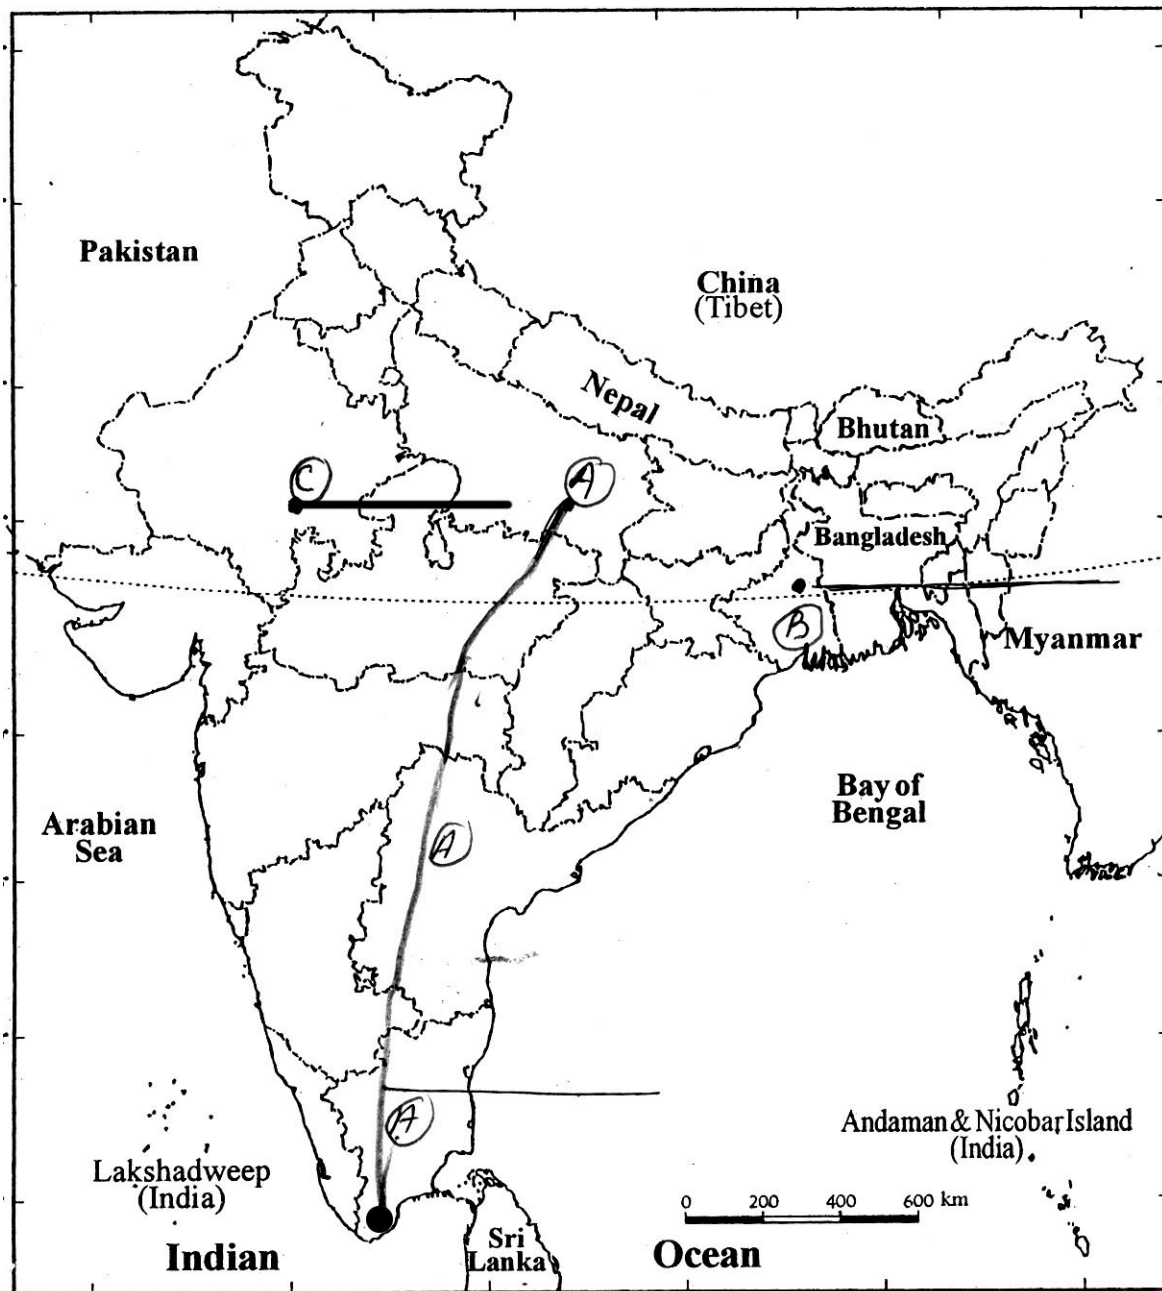 Pakistan
China
(Tibet)
Nepal
Bhutan
C
A
Bangladesh
B
Myanmar
Arabian
Sea
A
Bay of
Bengal
A
Andaman & Nicobar Island
(India)
Lakshadweep
(India)
0 200 400 600 km
Sri
Lanka
Indian
Ocean